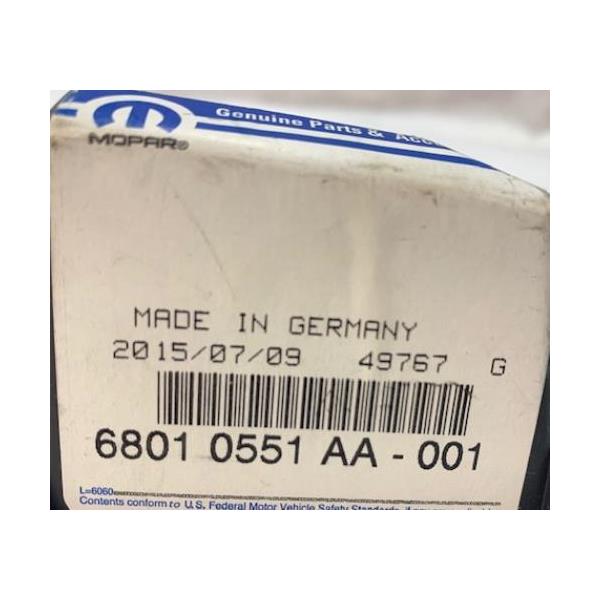 Genuine Parts &
MOPAR®
MADE IN GERMANY
2015/07/09 49767 G
6801 0551 AA - 001
L=6060
Contents conform to U.S. Federal Motor Vehicle Safety Standards, if